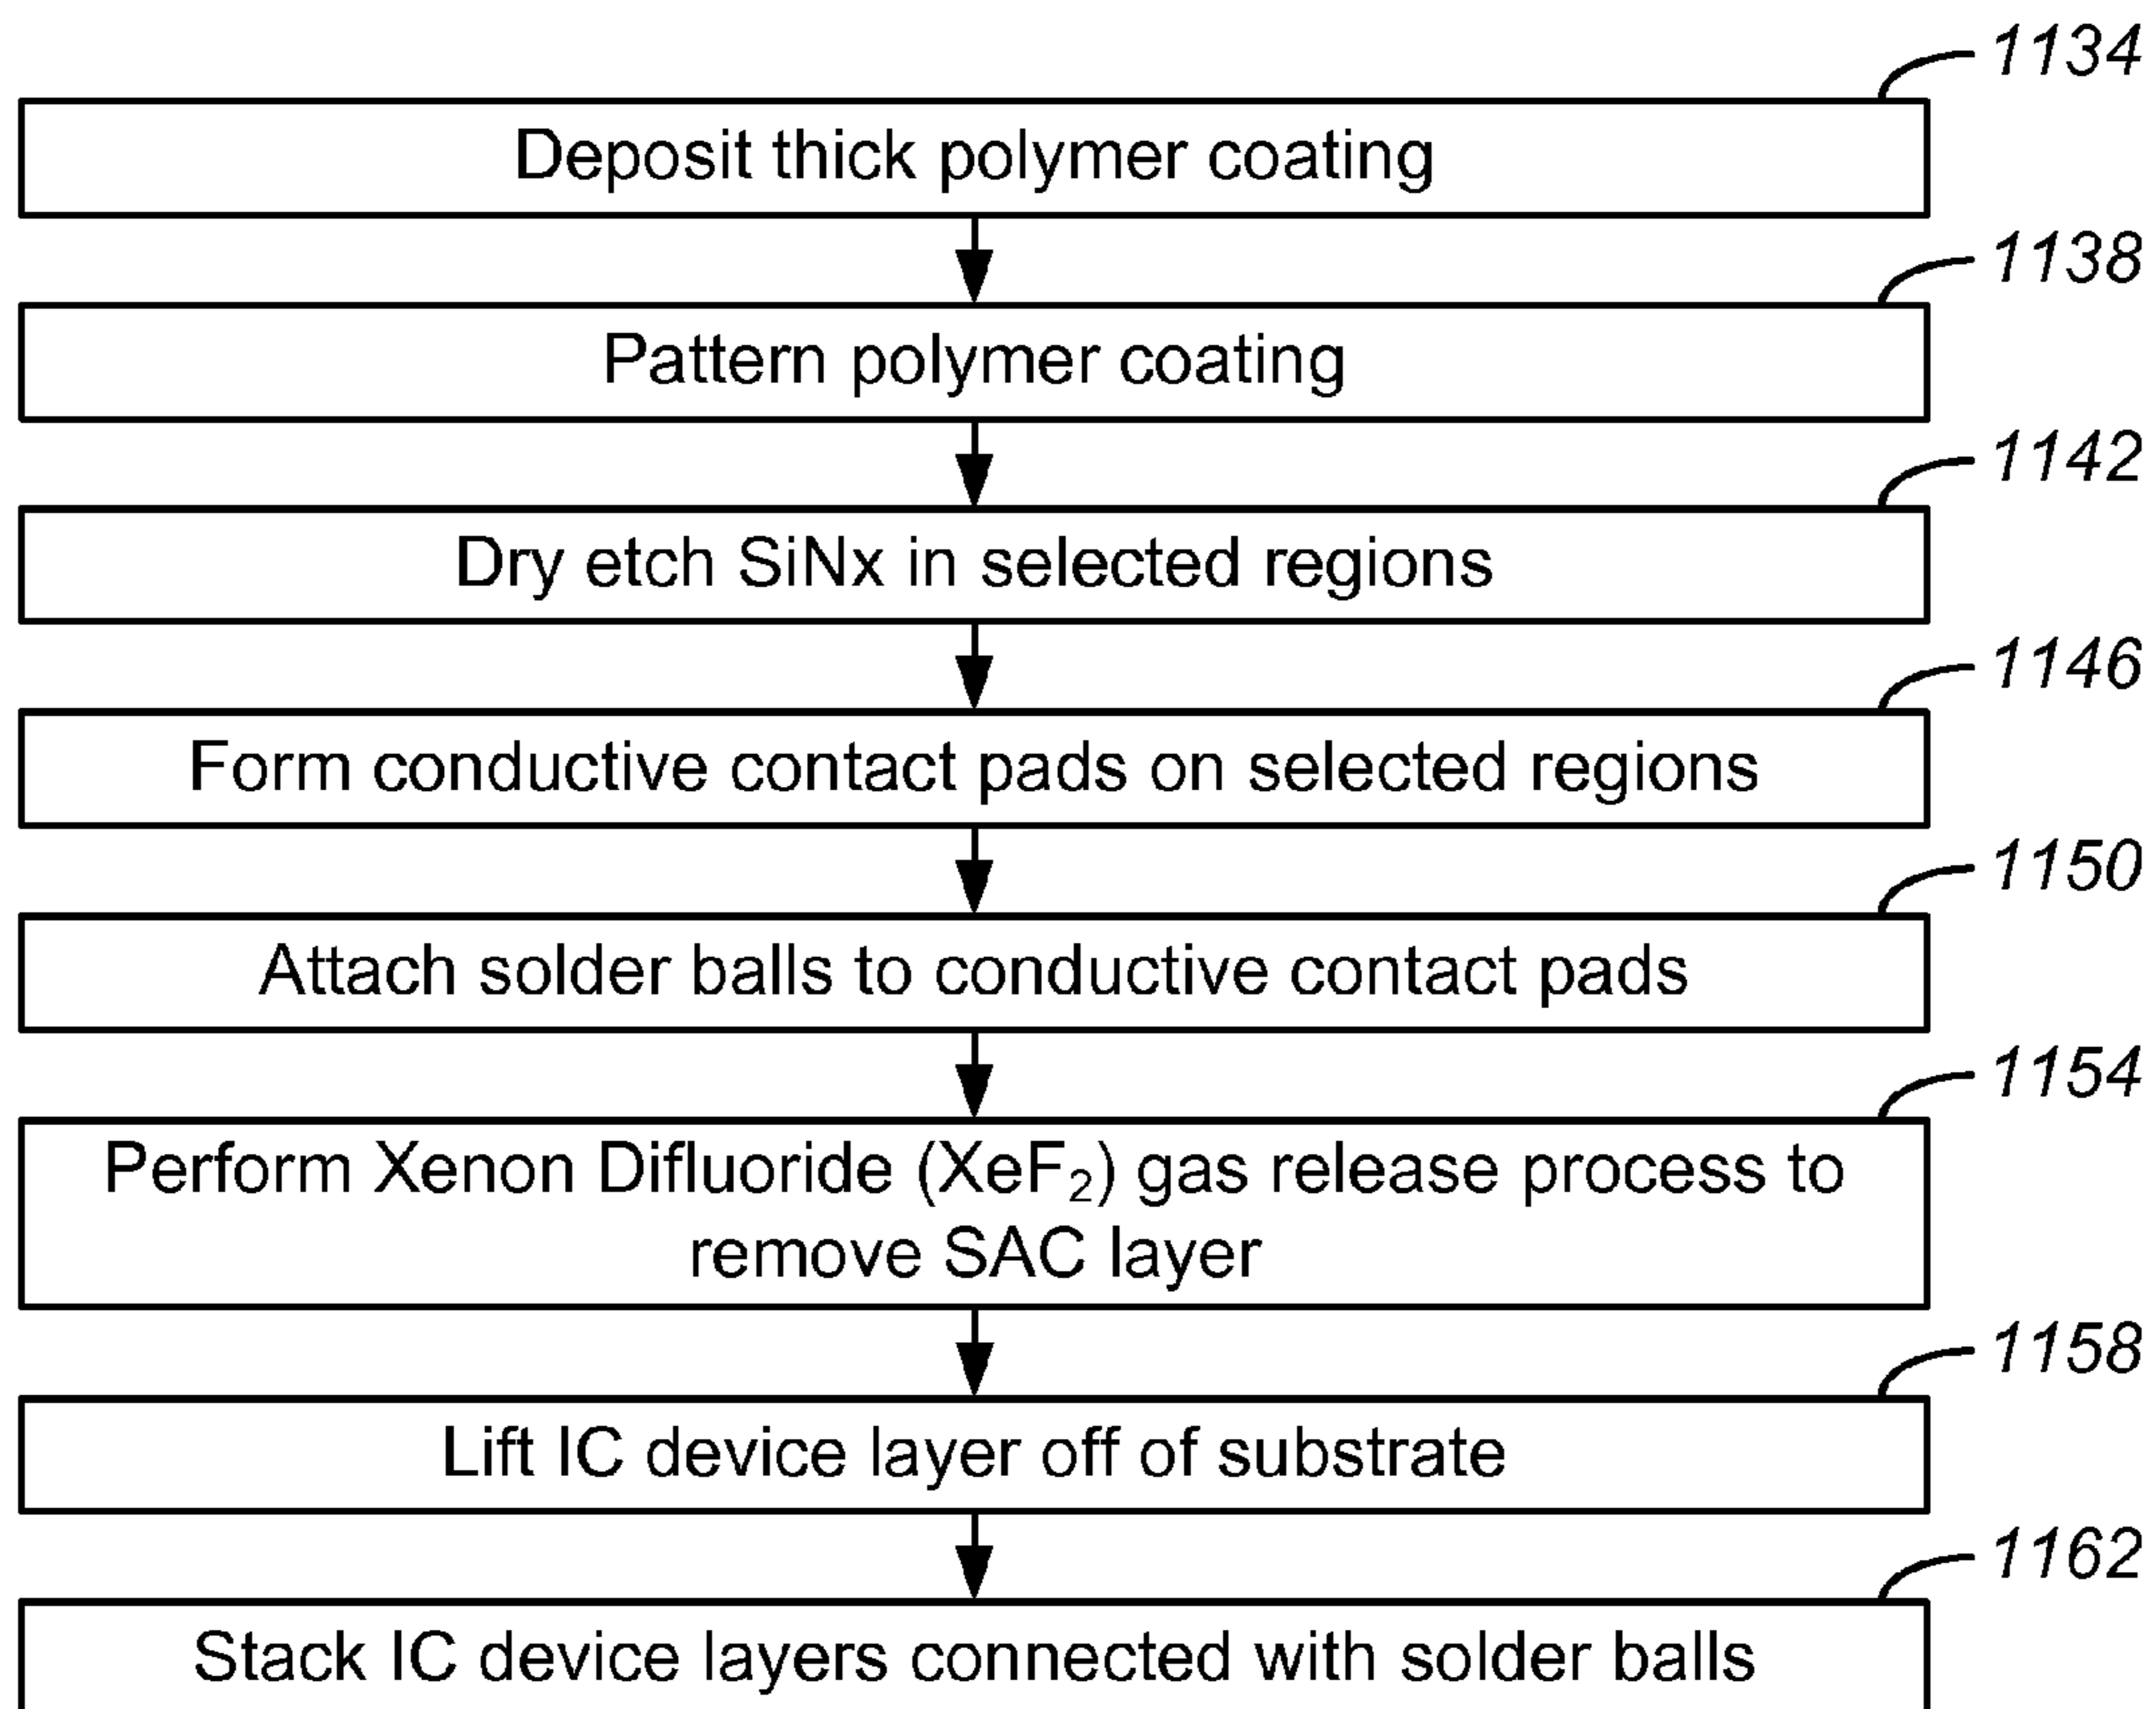 1134
Deposit thick polymer coating
1138
Pattern polymer coating
1142
Dry etch SiNx in selected regions
1146
Form conductive contact pads on selected regions
1150
Attach solder balls to conductive contact pads
1154
Perform Xenon Difluoride (XeF₂) gas release process to
remove SAC layer
1158
Lift IC device layer off of substrate
1162
Stack IC device layers connected with solder balls